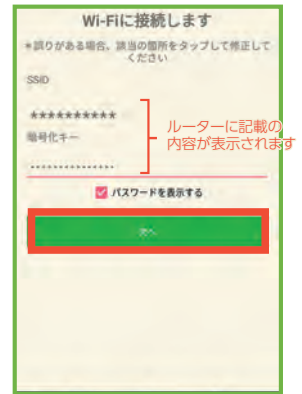 Wi-Fiに接続します
*誤りがある場合、該当の箇所をタップして修正して
ください
SSID
**********
暗号化キー
ルーターに記載の
内容が表示されます
...............
パスワードを表示する
次へ